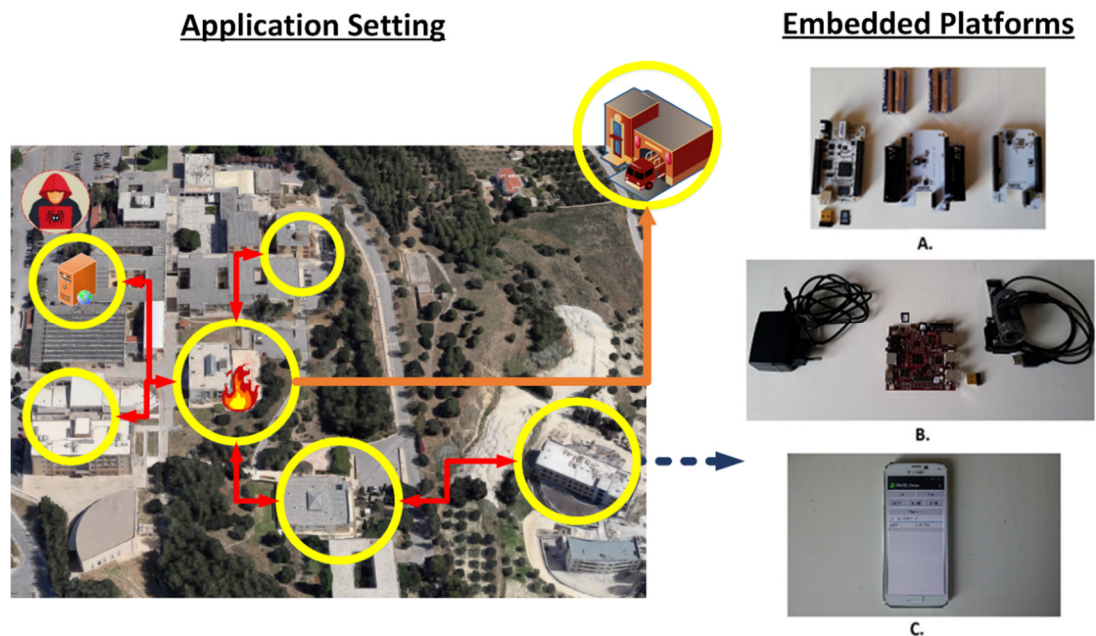 Application Setting
Embedded Platforms
A.
B.
C.